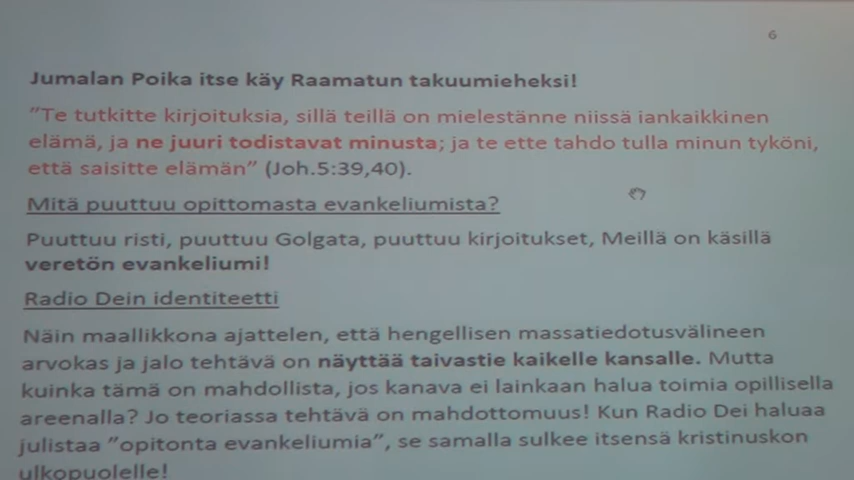 6
Jumalan Poika itse käy Raamatun takuumieheksi!
"Te tutkitte kirjoituksia, sillä teillä on mielestänne niissä iankaikkinen
elämä, ja ne juuri todistavat minusta; ja te ette tahdo tulla minun tyköni,
että saisitte elämän" (Joh.5:39,40).
Mitä puuttuu opittomasta evankeliumista?
Puuttuu risti, puuttuu Golgata, puuttuu kirjoitukset, Meillä on käsillä
veretön evankeliumi!
Radio Dein identiteetti
Näin maallikkona ajattelen, että hengellisen massatiedotusvälineen
arvokas ja jalo tehtävä on näyttää taivastie kaikelle kansalle. Mutta
kuinka tämä on mahdollista, jos kanava ei lainkaan halua toimia opillisella
areenalla? Jo teoriassa tehtävä on mahdottomuus! Kun Radio Dei haluaa
julistaa "opitonta evankeliumia", se samalla sulkee itsensä kristinuskon
ulkopuolelle!